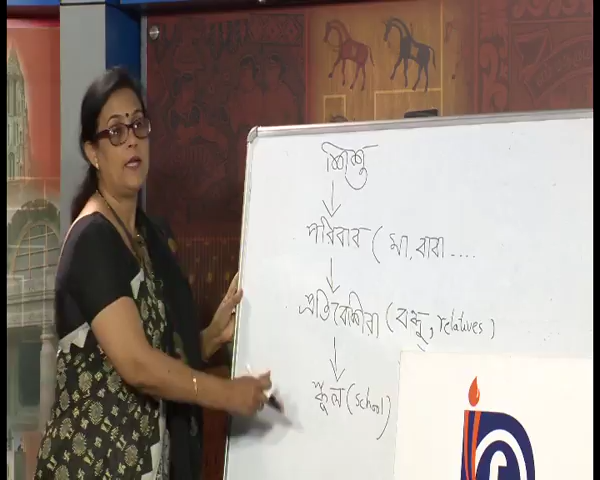 শিশু
পরিবার ( মা, বাবা ....
প্রতিবেশীরা (বন্ধু, relatives)
স্কুল (school)